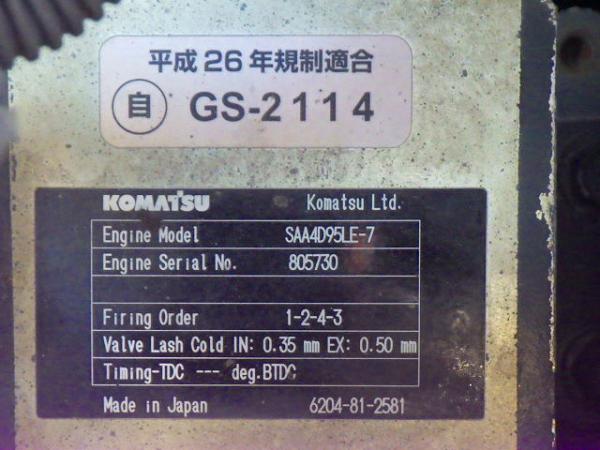 平成26年規制適合
自 GS-2114
KOMATSU Komatsu Ltd.
Engine Model SAA4D95LE-7
Engine Serial No. 805730
Firing Order 1-2-4-3
Valve Lash Cold IN: 0.35 mm EX: 0.50 mm
Timing-TDC --- deg.BTDC
Made in Japan 6204-81-2581